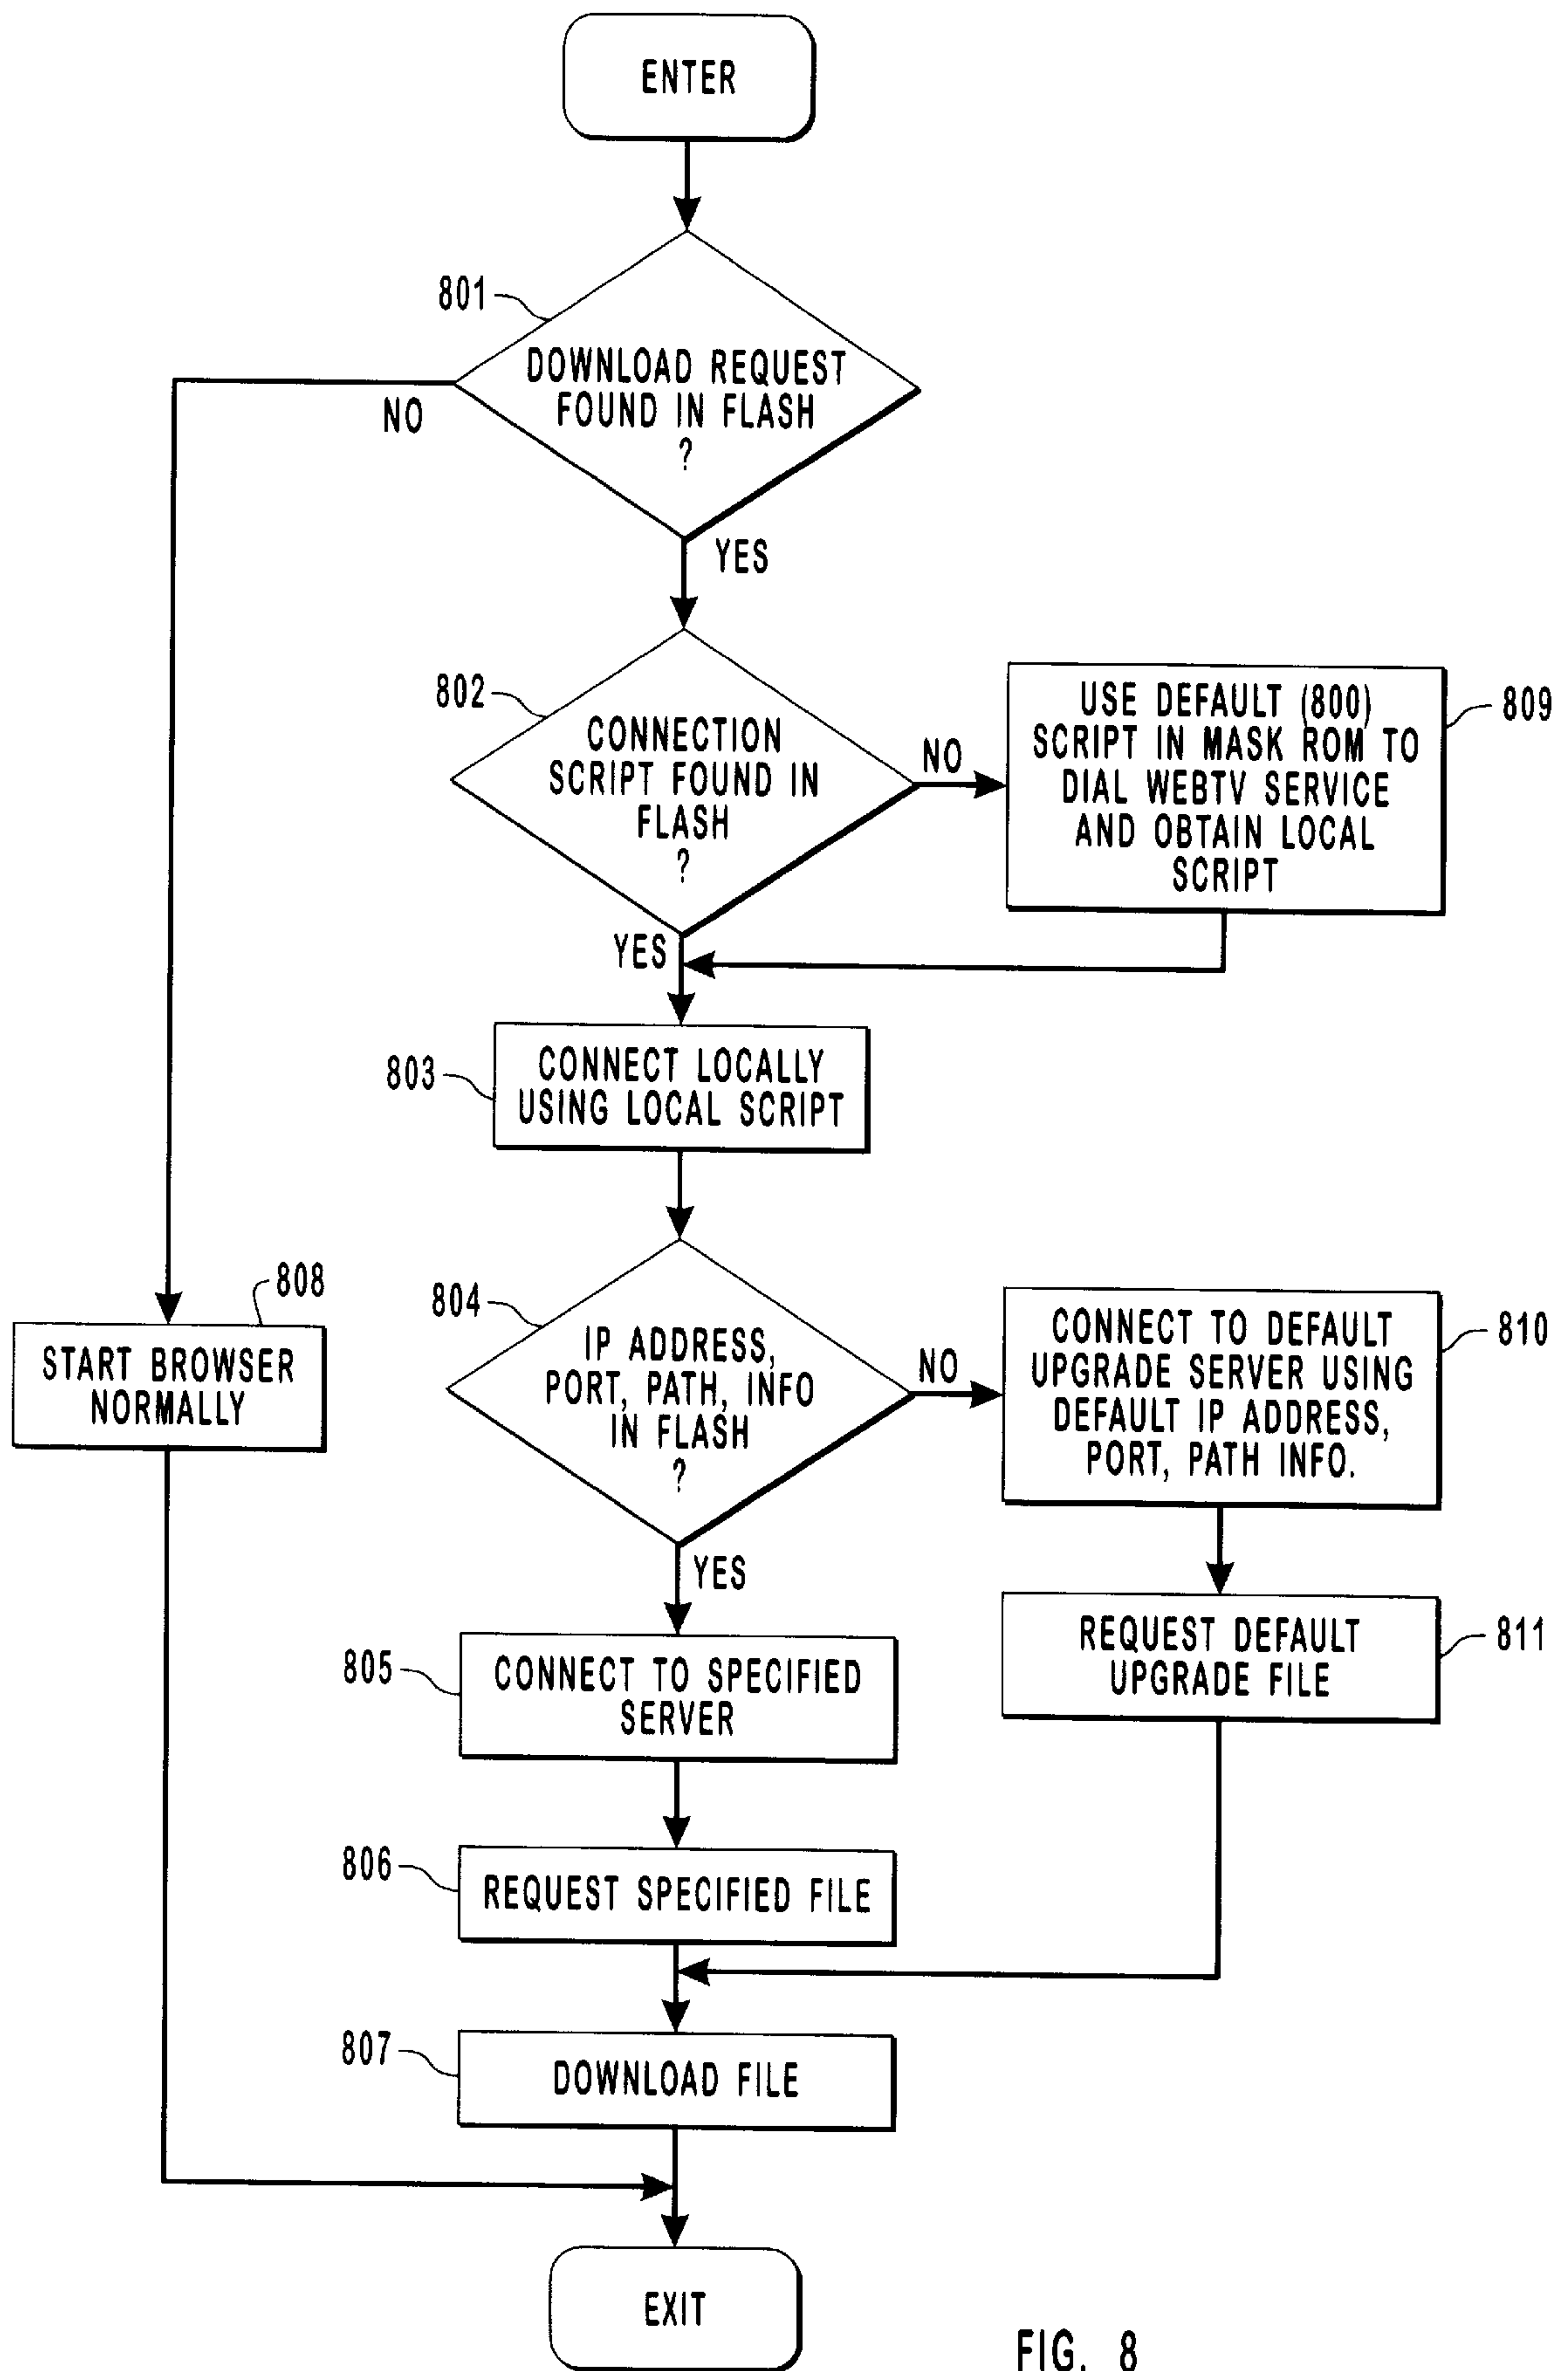 ENTER
801
DOWNLOAD REQUEST
FOUND IN FLASH
?
NO
YES
802
CONNECTION
SCRIPT FOUND IN
FLASH
?
NO
USE DEFAULT (800)
SCRIPT IN MASK ROM TO
DIAL WEBTV SERVICE
AND OBTAIN LOCAL
SCRIPT
809
YES
803
CONNECT LOCALLY
USING LOCAL SCRIPT
808
START BROWSER
NORMALLY
804
IP ADDRESS,
PORT, PATH, INFO
IN FLASH
?
NO
CONNECT TO DEFAULT
UPGRADE SERVER USING
DEFAULT IP ADDRESS,
PORT, PATH INFO.
810
YES
805
CONNECT TO SPECIFIED
SERVER
REQUEST DEFAULT
UPGRADE FILE
811
806
REQUEST SPECIFIED FILE
807
DOWNLOAD FILE
EXIT
FIG. 8